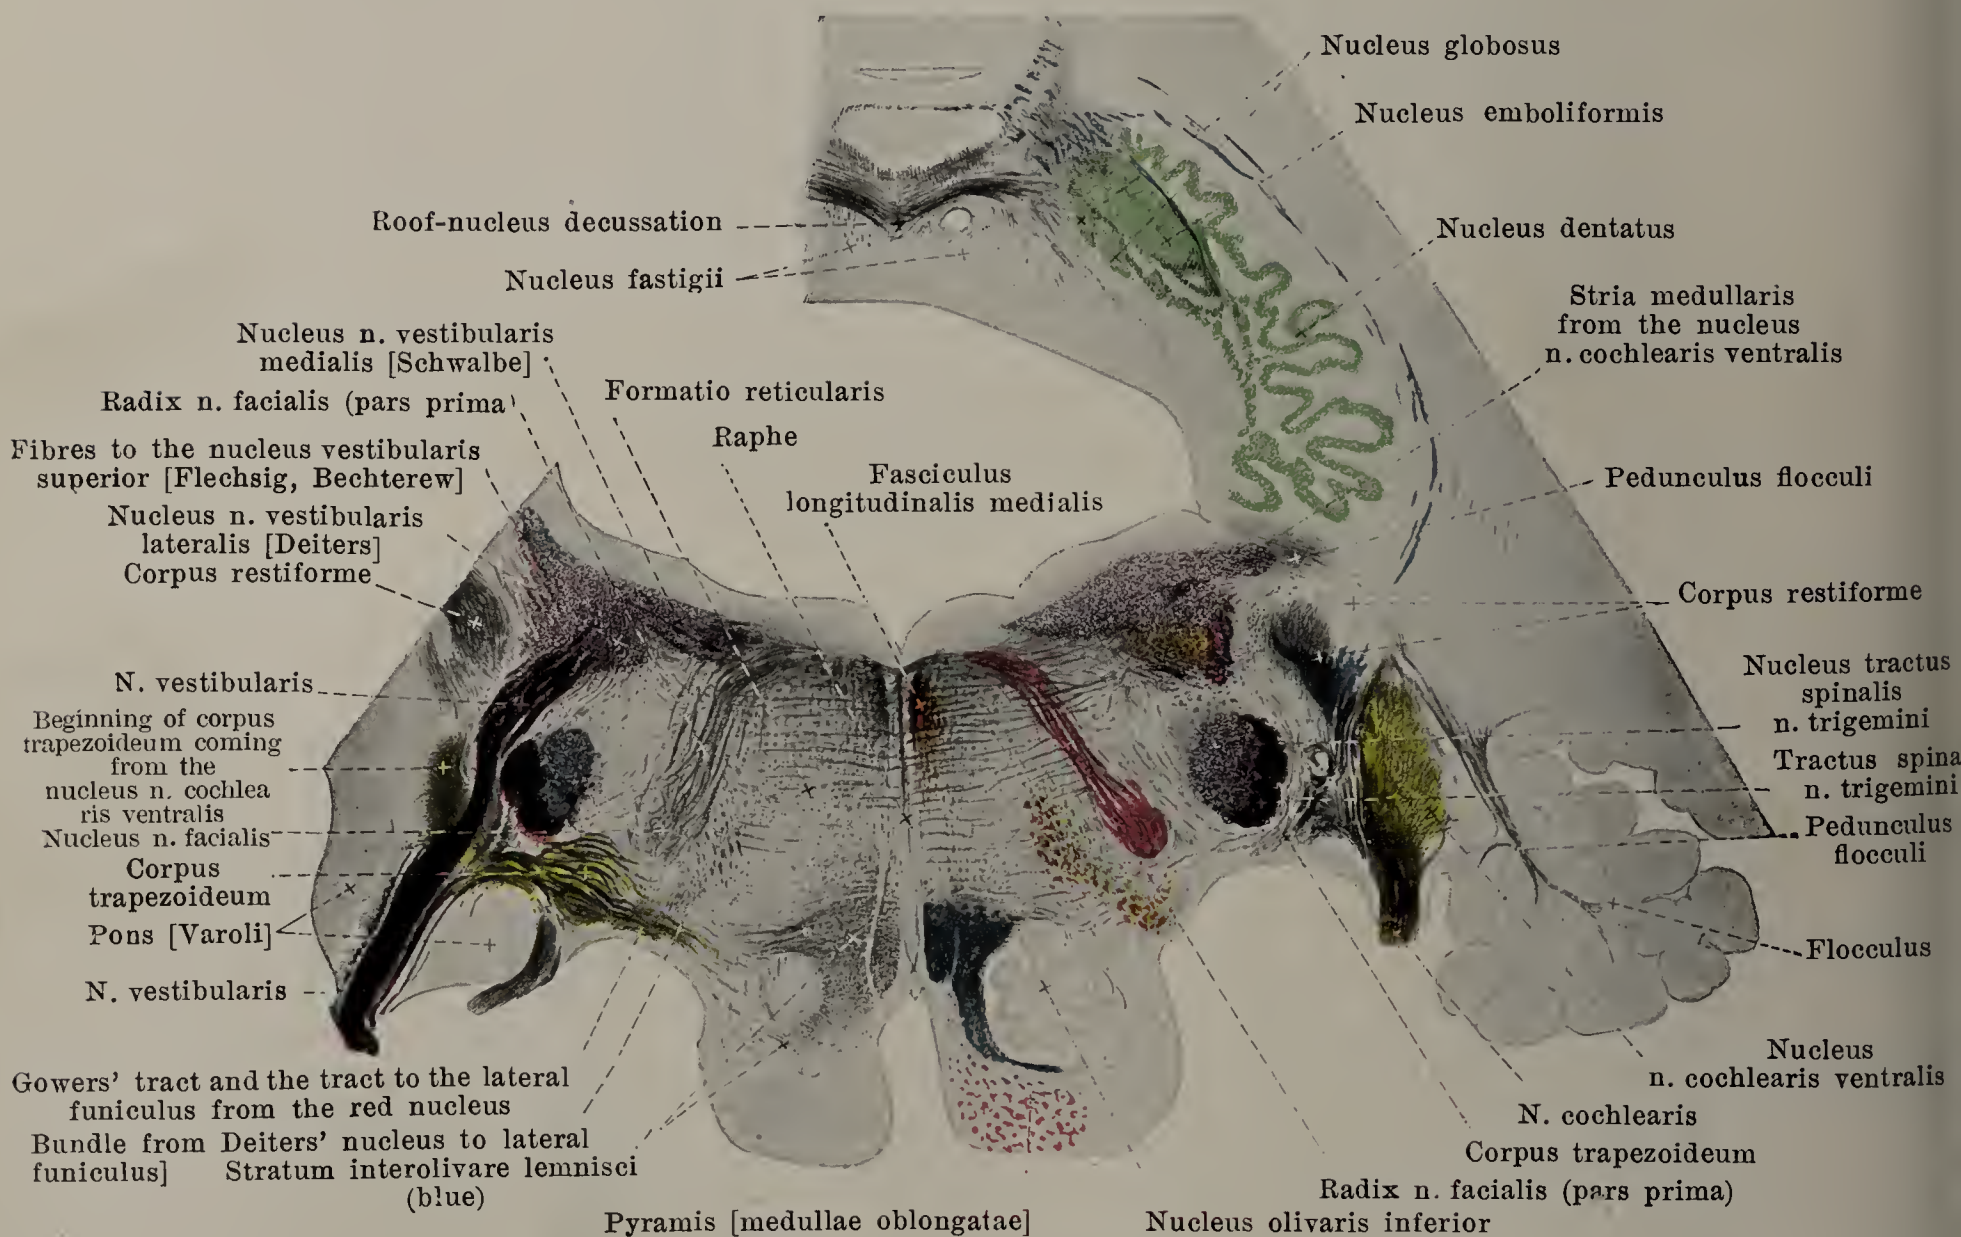 Nucleus globosus
Nucleus emboliformis
Roof-nucleus decussation
Nucleus dentatus
Nucleus fastigii
Stria medullaris
from the nucleus
n. cochlearis ventralis
Nucleus n. vestibularis
medialis [Schwalbe]
Radix n. facialis (pars prima
Formatio reticularis
Raphe
Fibres to the nucleus vestibularis
superior [Flechsig, Bechterew]
Fasciculus
longitudinalis medialis
Pedunculus flocculi
Nucleus n. vestibularis
lateralis [Deiters]
Corpus restiforme
Corpus restiforme
N. vestibularis
Nucleus tractus
spinalis
n. trigemini
Beginning of corpus
trapezoideum coming
from the
nucleus n. cochlea
ris ventralis
Tractus spina
n. trigemini
Nucleus n. facialis
Pedunculus
flocculi
Corpus
trapezoideum
Pons [Varoli]
Flocculus
N. vestibularis
Nucleus
n. cochlearis ventralis
Gowers’ tract and the tract to the lateral
funiculus from the red nucleus
N. cochlearis
Bundle from Deiters’ nucleus to lateral
funiculus] Stratum interolivare lemnisci
(blue)
Corpus trapezoideum
Radix n. facialis (pars prima)
Pyramis [medullae oblongatae]
Nucleus olivaris inferior